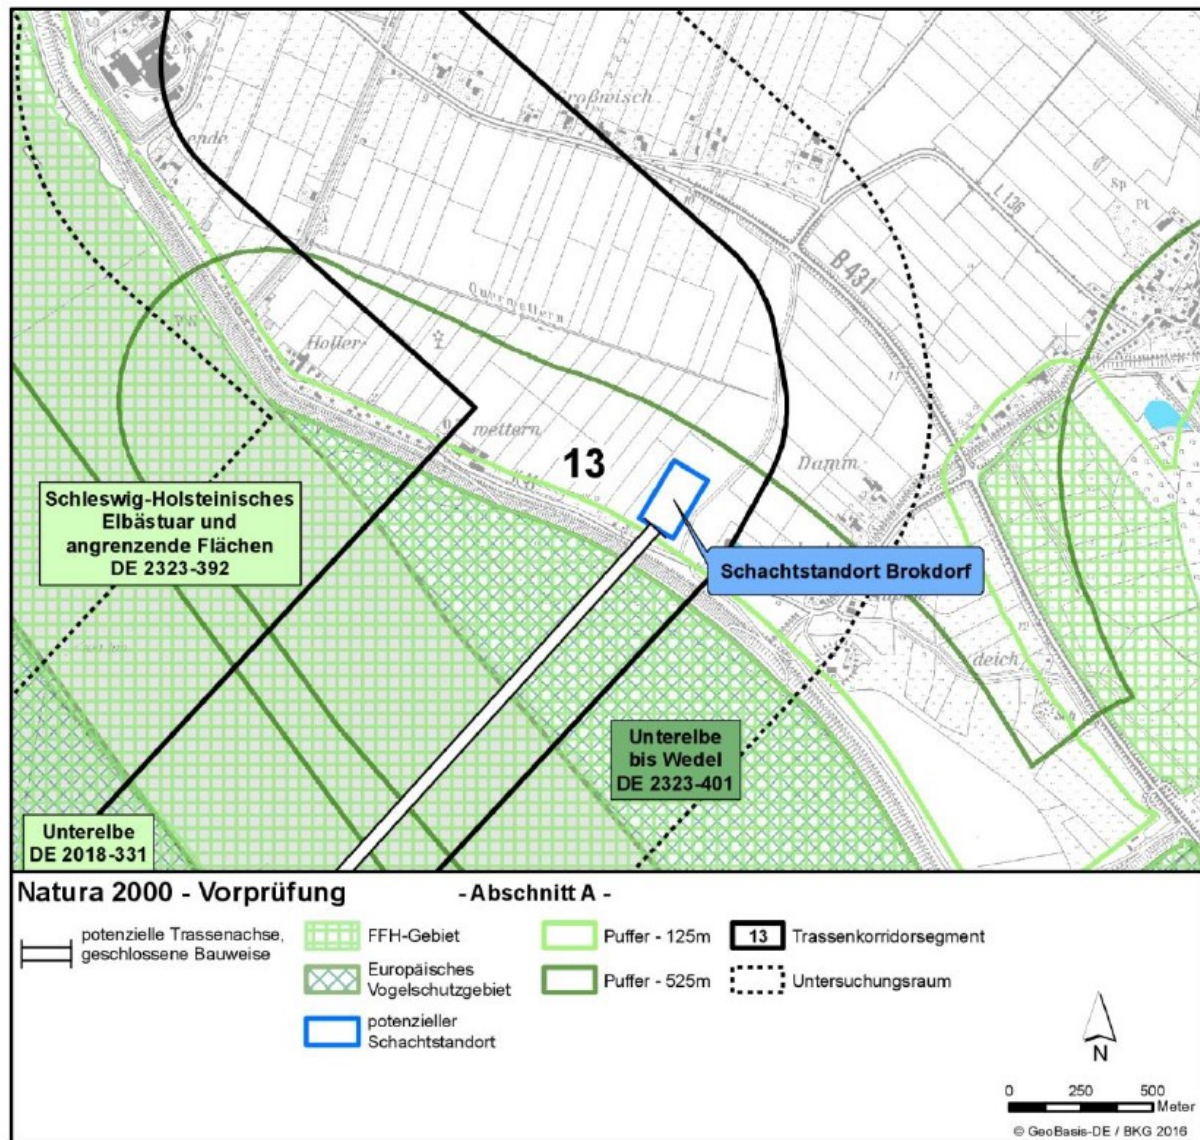 Großwisch
ende
L 136
Sp
Pl
B 431
Querwettern
Holler-
wettern
13
Damm
Schleswig-Holsteinisches
Elbästuar und
angrenzende Flächen
DE 2323-392
Schachtstandort Brokdorf
deich
Unterelbe
bis Wedel
DE 2323-401
Unterelbe
DE 2018-331
Natura 2000 - Vorprüfung
- Abschnitt A -
potenzielle Trassenachse,
geschlossene Bauweise
FFH-Gebiet
Europäisches
Vogelschutzgebiet
potenzieller
Schachtstandort
Puffer - 125m
Puffer - 525m
13 Trassenkorridorsegment
Untersuchungsraum
N
0 250 500
Meter
© GeoBasis-DE / BKG 2016